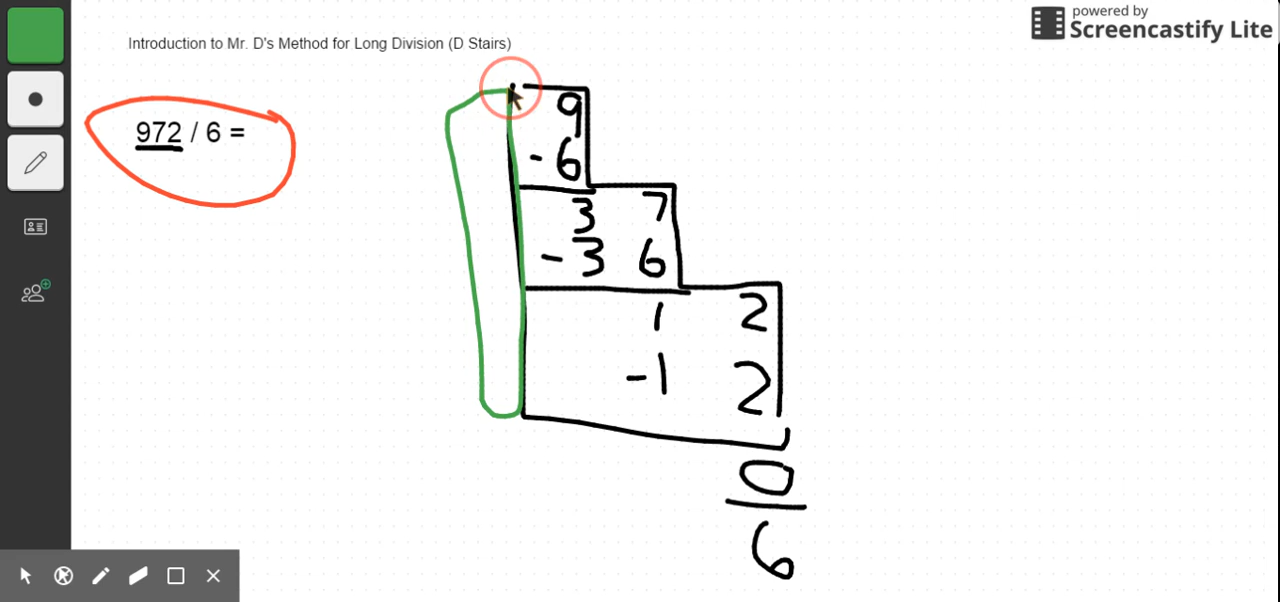 powered by
Screencastify Lite
Introduction to Mr. D's Method for Long Division (D Stairs)
972 / 6 =
9
- 6
3 7
- 3 6
1 2
- 1 2
0
6